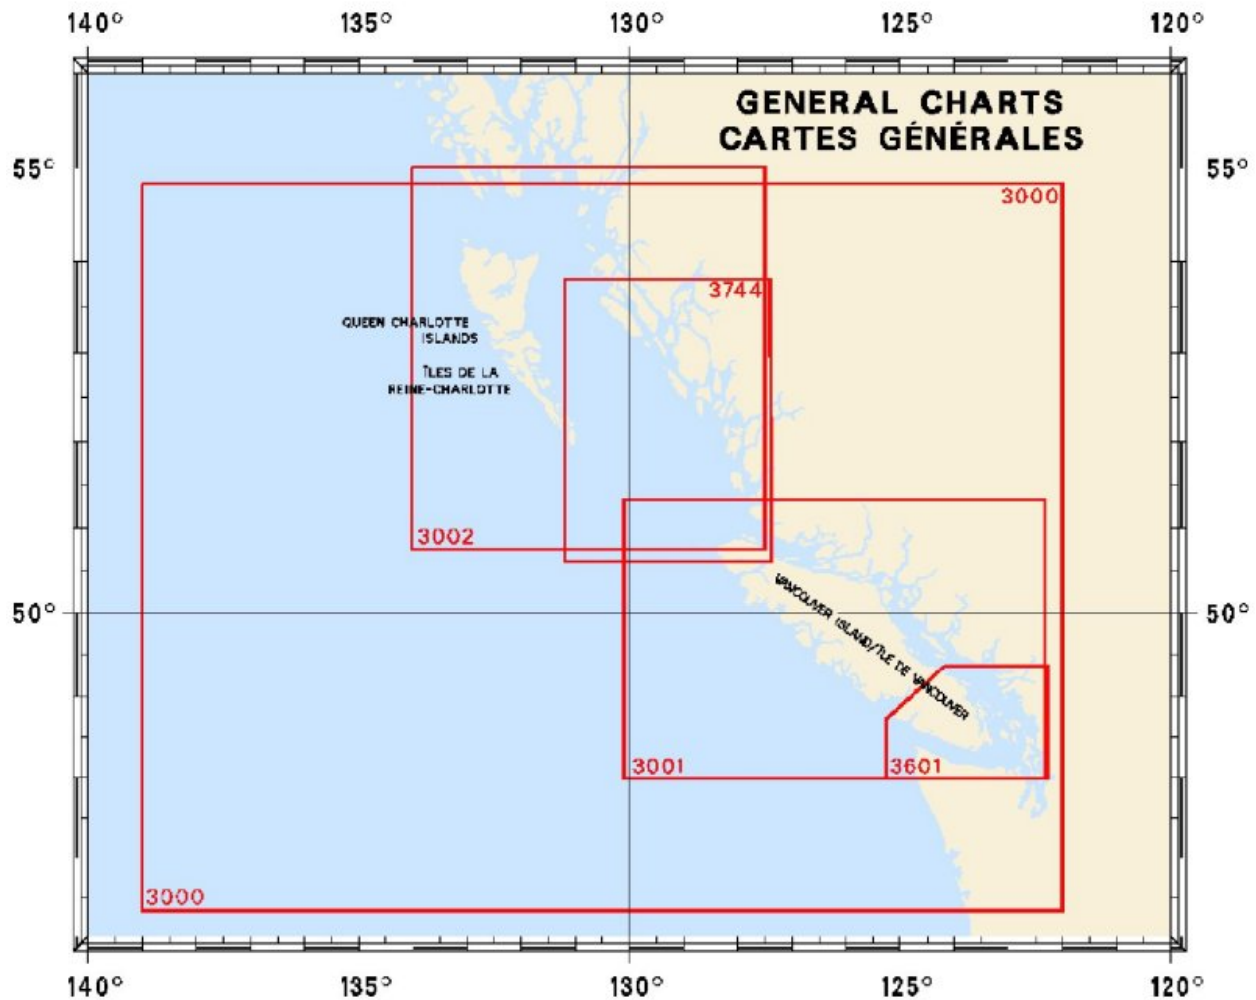 140° 135° 130° 125° 120°
GENERAL CHARTS
CARTES GÉNÉRALES
55° 55°
3000
3744
QUEEN CHARLOTTE
ISLANDS
ÎLES DE LA
REINE-CHARLOTTE
3002
50° 50°
VANCOUVER ISLAND/ÎLE DE VANCOUVER
3001 3601
3000
140° 135° 130° 125° 120°